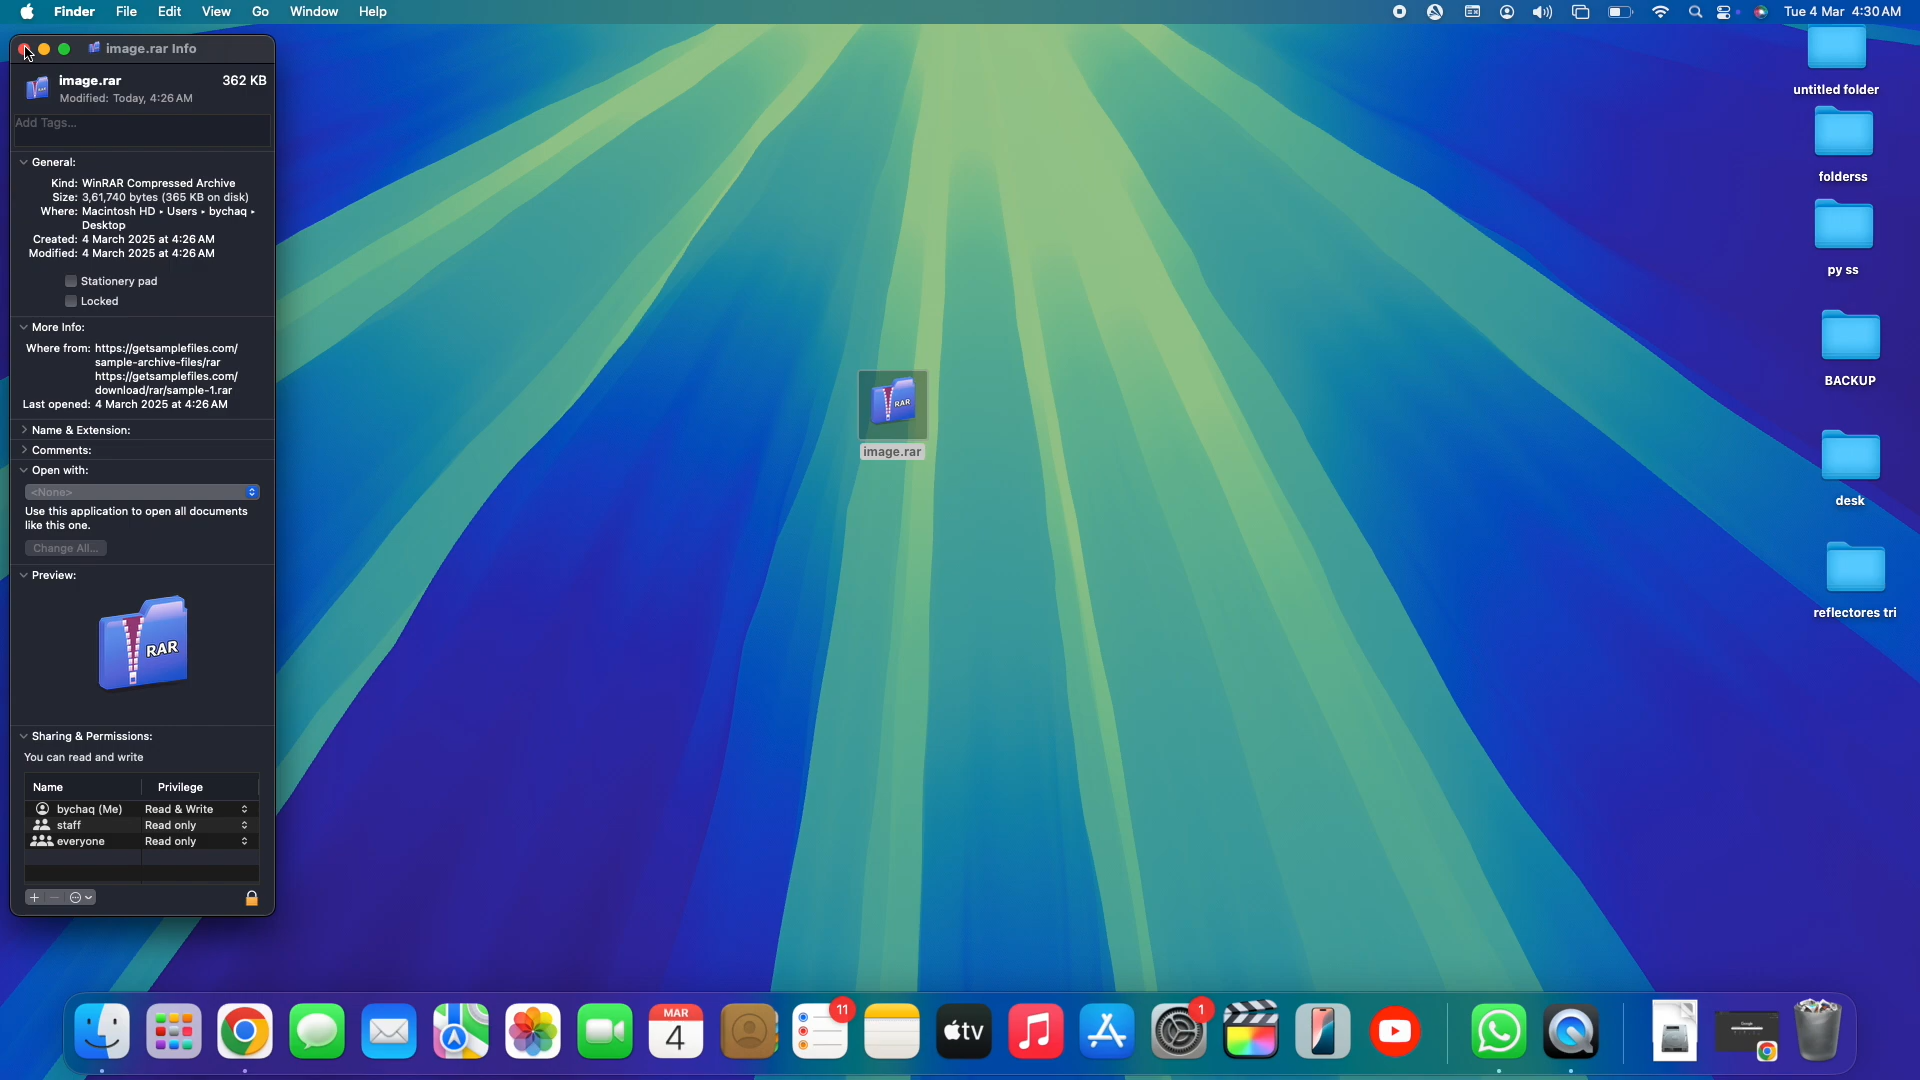 Finder File Edit View Go Window Help
Tue 4 Mar 4:30 AM
image.rar Info
image.rar 362 KB
Modified: Today, 4:26 AM
Add Tags...
General:
Kind: WinRAR Compressed Archive
Size: 3,61,740 bytes (365 KB on disk)
Where: Macintosh HD ▸ Users ▸ bychaq ▸
Desktop
Created: 4 March 2025 at 4:26 AM
Modified: 4 March 2025 at 4:26 AM
Stationery pad
Locked
More Info:
Where from: https://getsamplefiles.com/
sample-archive-files/rar
https://getsamplefiles.com/
download/rar/sample-1.rar
Last opened: 4 March 2025 at 4:26 AM
Name & Extension:
Comments:
Open with:
<None>
Use this application to open all documents
like this one.
Change All...
Preview:
RAR
Sharing & Permissions:
You can read and write
Name Privilege
bychaq (Me) Read & Write
staff Read only
everyone Read only
RAR
image.rar
untitled folder
folderss
py ss
BACKUP
desk
reflectores tri
MAR
4
11
tv
1